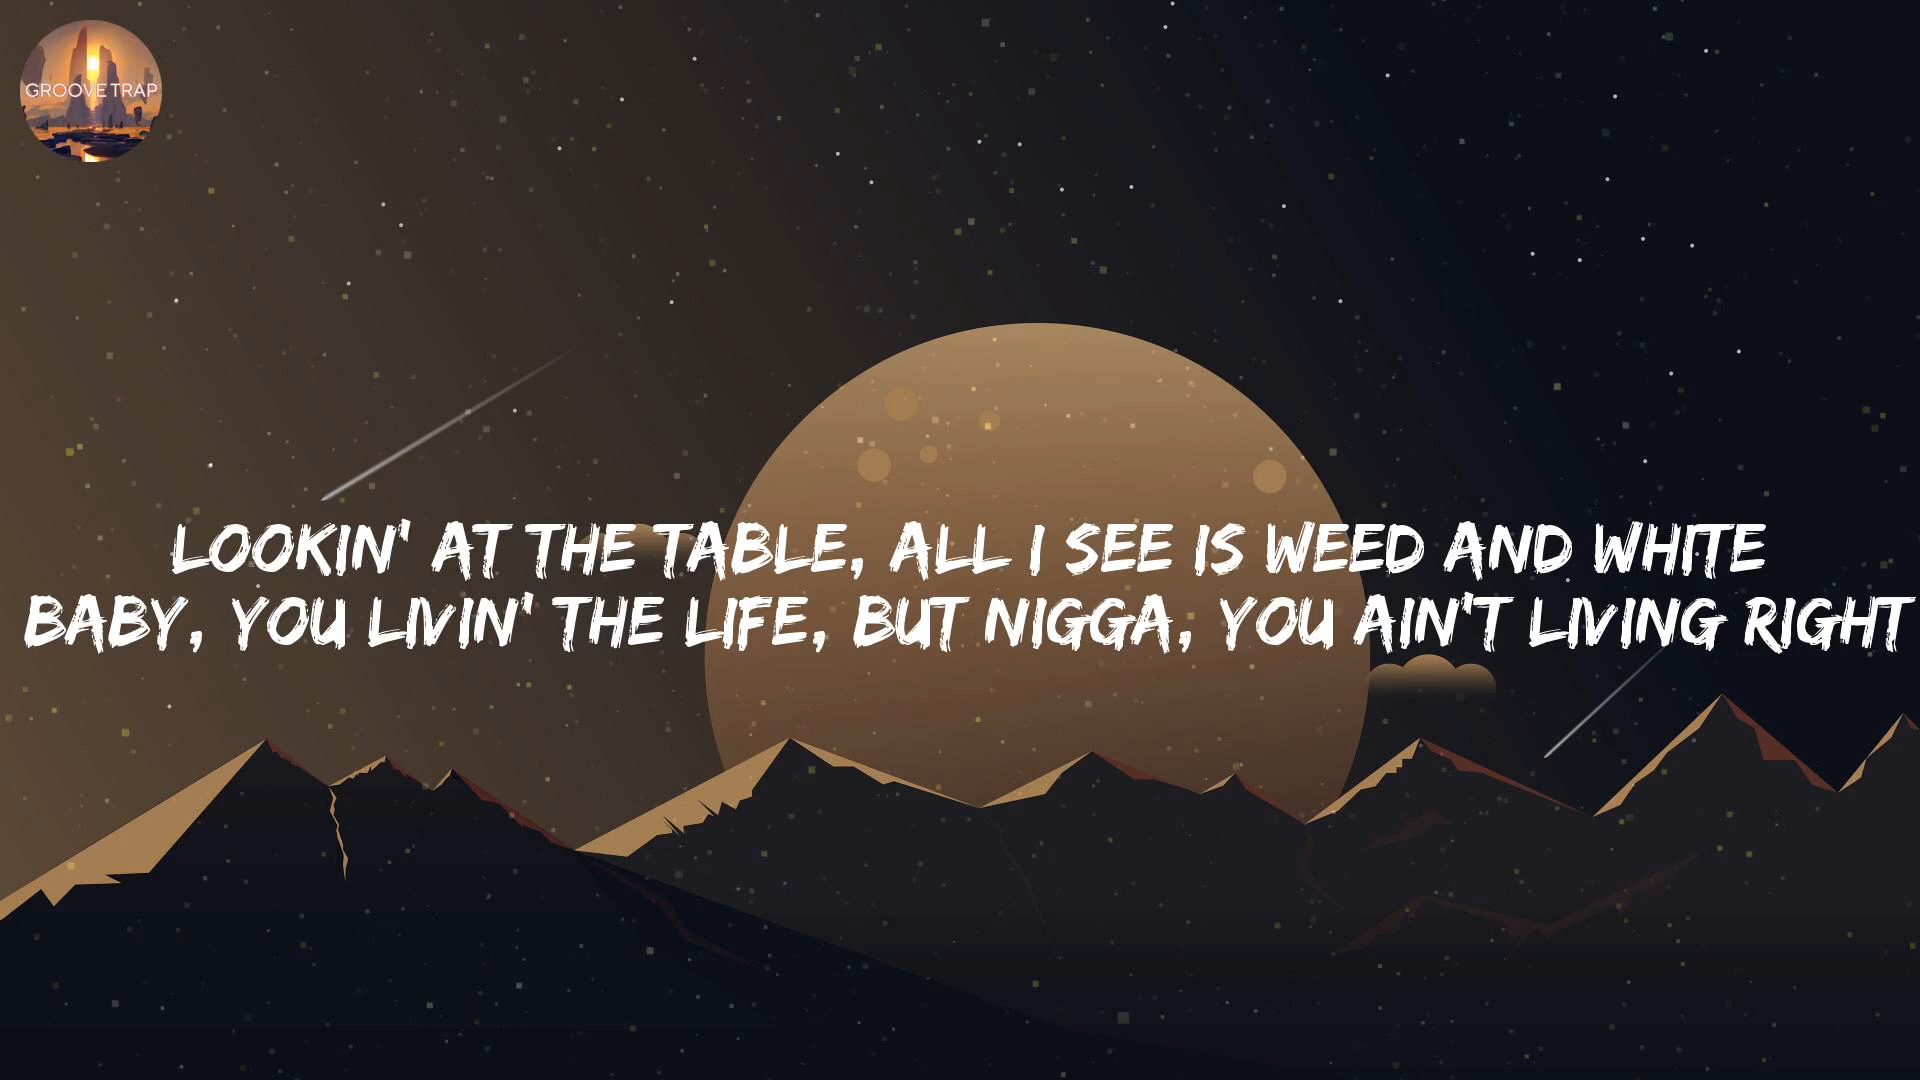 GROOVE TRAP
LOOKIN' AT THE TABLE, ALL I SEE IS WEED AND WHITE
BABY, YOU LIVIN' THE LIFE, BUT NIGGA, YOU AIN'T LIVING RIGHT